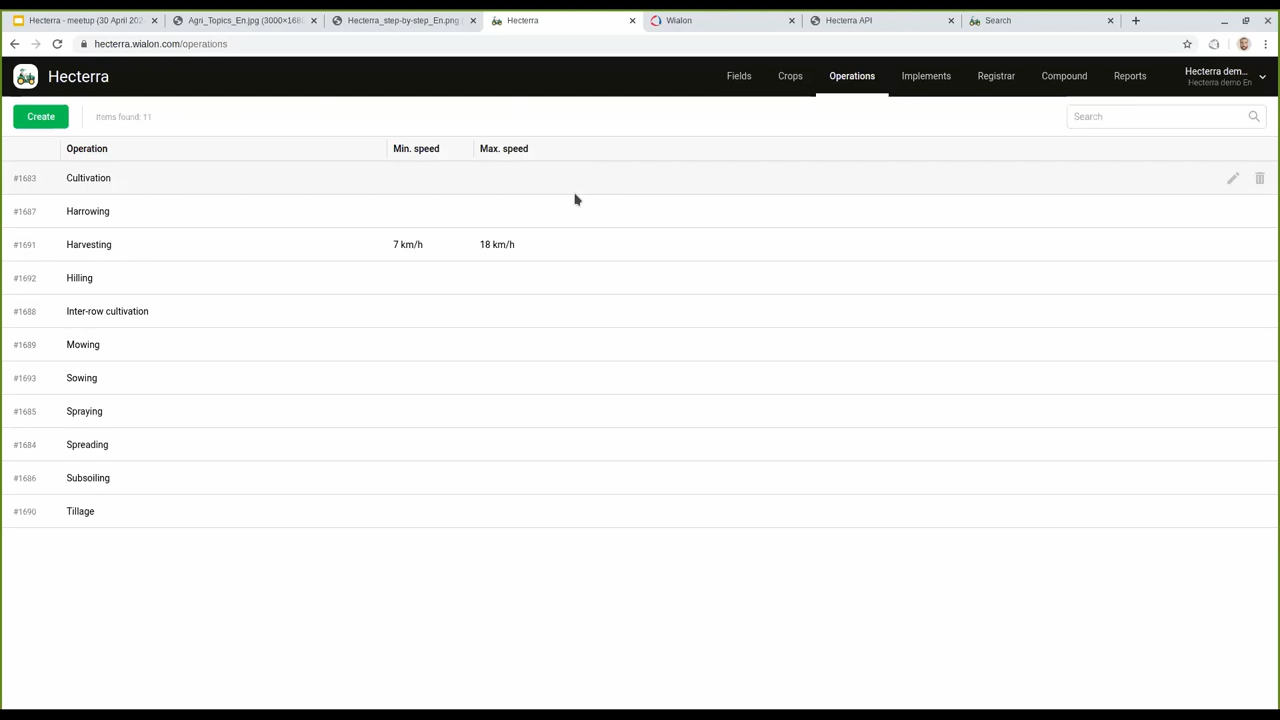 Hecterra - meetup (30 April 202
Agri_Topics_En.jpg (3000×168
Hecterra_step-by-step_En.png (
Hecterra
Wialon
Hecterra API
Search
hecterra.wialon.com/operations
Hecterra
Fields
Crops
Operations
Implements
Registrar
Compound
Reports
Hecterra dem...
Hecterra demo En
Create
Items found: 11
Search
Operation Min. speed Max. speed
#1683 Cultivation
#1687 Harrowing
#1691 Harvesting 7 km/h 18 km/h
#1692 Hilling
#1688 Inter-row cultivation
#1689 Mowing
#1693 Sowing
#1685 Spraying
#1684 Spreading
#1686 Subsoiling
#1690 Tillage